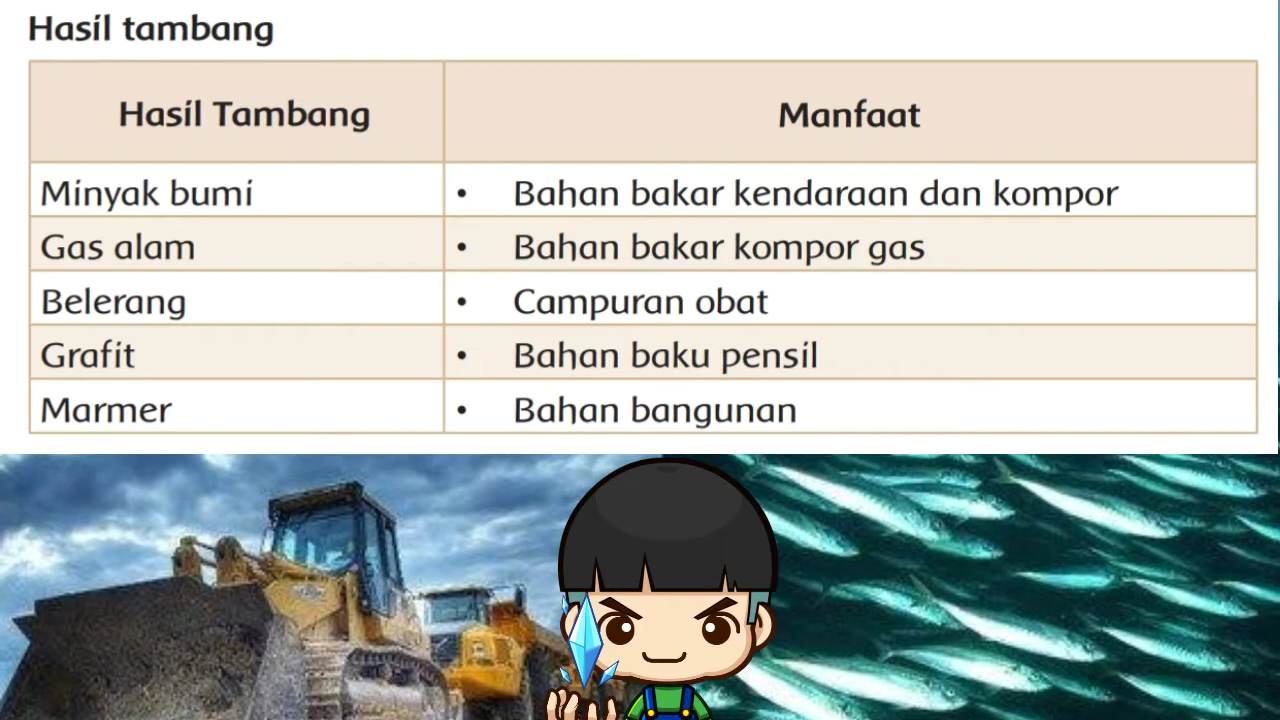 Hasil tambang
Hasil Tambang Manfaat
Minyak bumi • Bahan bakar kendaraan dan kompor
Gas alam • Bahan bakar kompor gas
Belerang • Campuran obat
Grafit • Bahan baku pensil
Marmer • Bahan bangunan